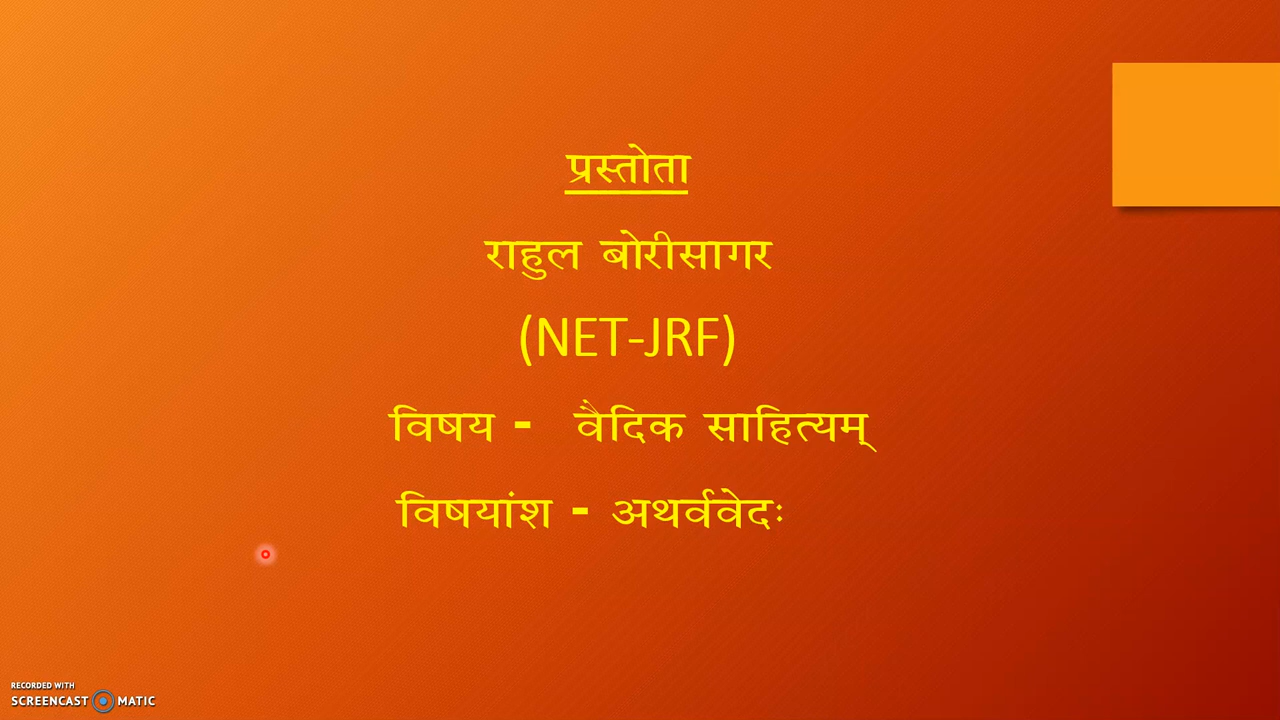 प्रस्तोता
राहुल बोरीसागर
(NET-JRF)
विषय - वैदिक साहित्यम्
विषयांश - अथर्ववेदः
RECORDED WITH
SCREENCAST MATIC